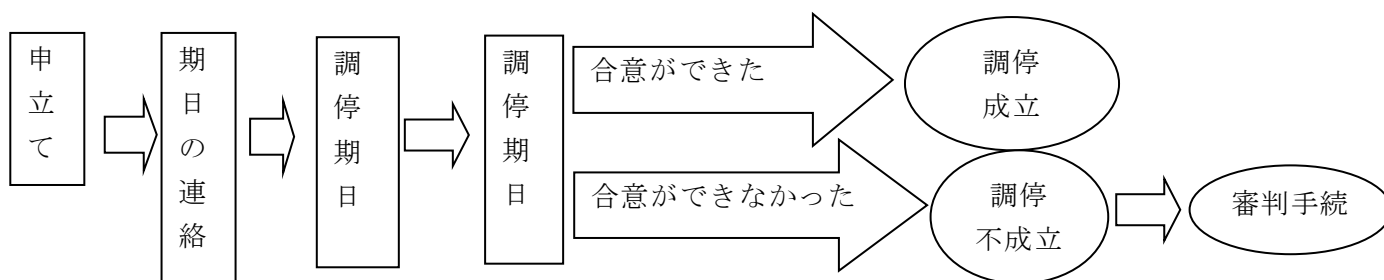 申立て
期日の連絡
調停期日
調停期日
合意ができた
調停
成立
合意ができなかった
調停
不成立
審判手続